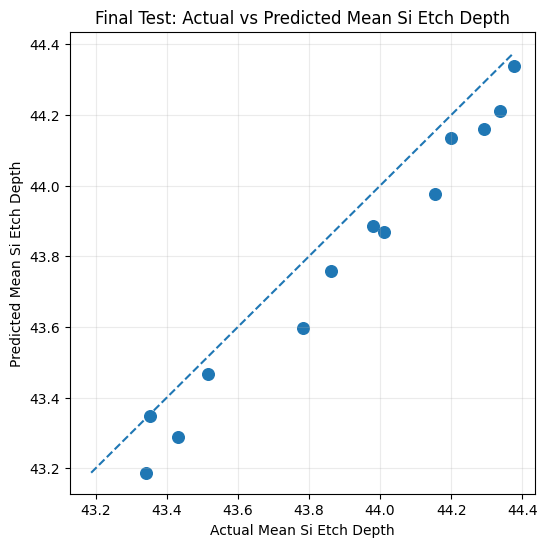 Final Test: Actual vs Predicted Mean Si Etch Depth
44.4
44.2
44.0
43.8
43.6
43.4
43.2
Predicted Mean Si Etch Depth
43.2 43.4 43.6 43.8 44.0 44.2 44.4
Actual Mean Si Etch Depth